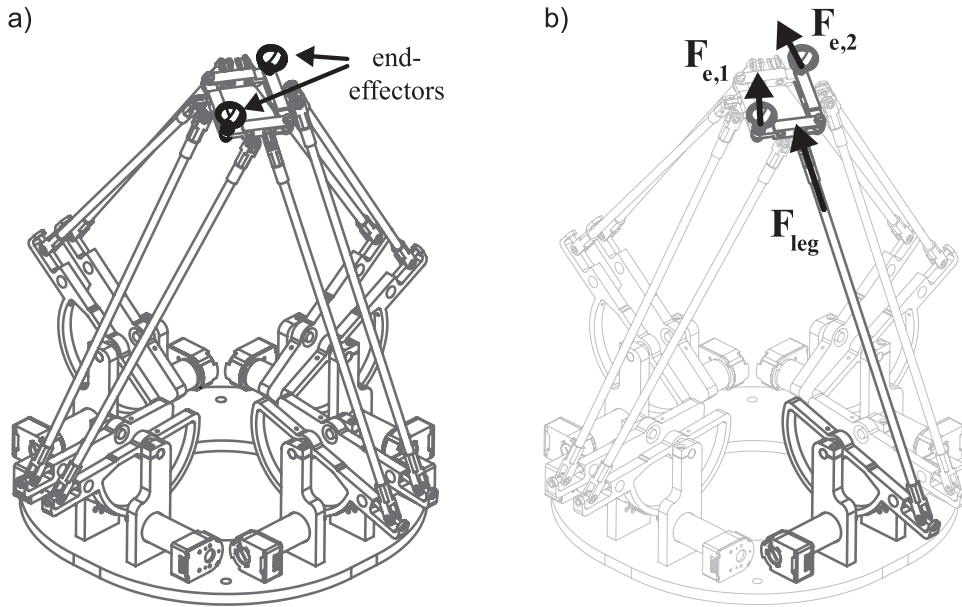 a)
end-
effectors
b)
F_e,1
F_e,2
F_leg